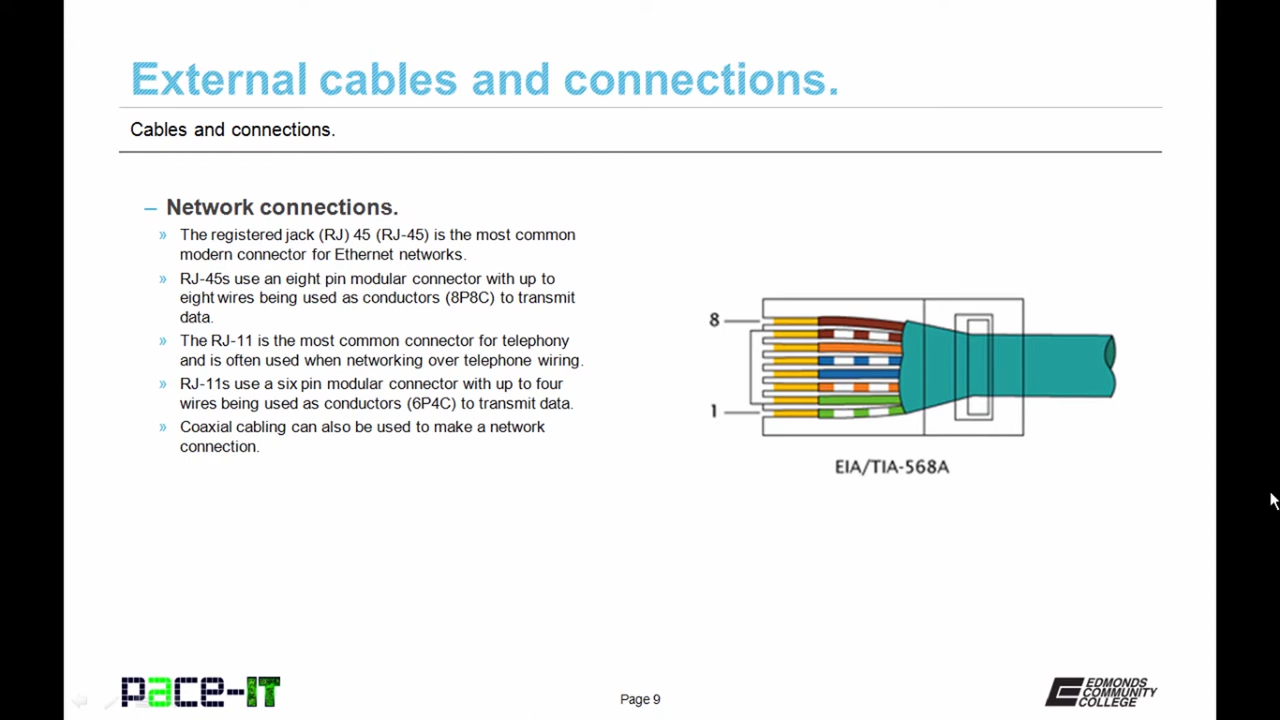 External cables and connections.
Cables and connections.
– Network connections.
» The registered jack (RJ) 45 (RJ-45) is the most common
modern connector for Ethernet networks.
» RJ-45s use an eight pin modular connector with up to
eight wires being used as conductors (8P8C) to transmit
data.
» The RJ-11 is the most common connector for telephony
and is often used when networking over telephone wiring.
» RJ-11s use a six pin modular connector with up to four
wires being used as conductors (6P4C) to transmit data.
» Coaxial cabling can also be used to make a network
connection.
8
1
EIA/TIA-568A
pace-IT
Page 9
EDMONDS
COMMUNITY
COLLEGE